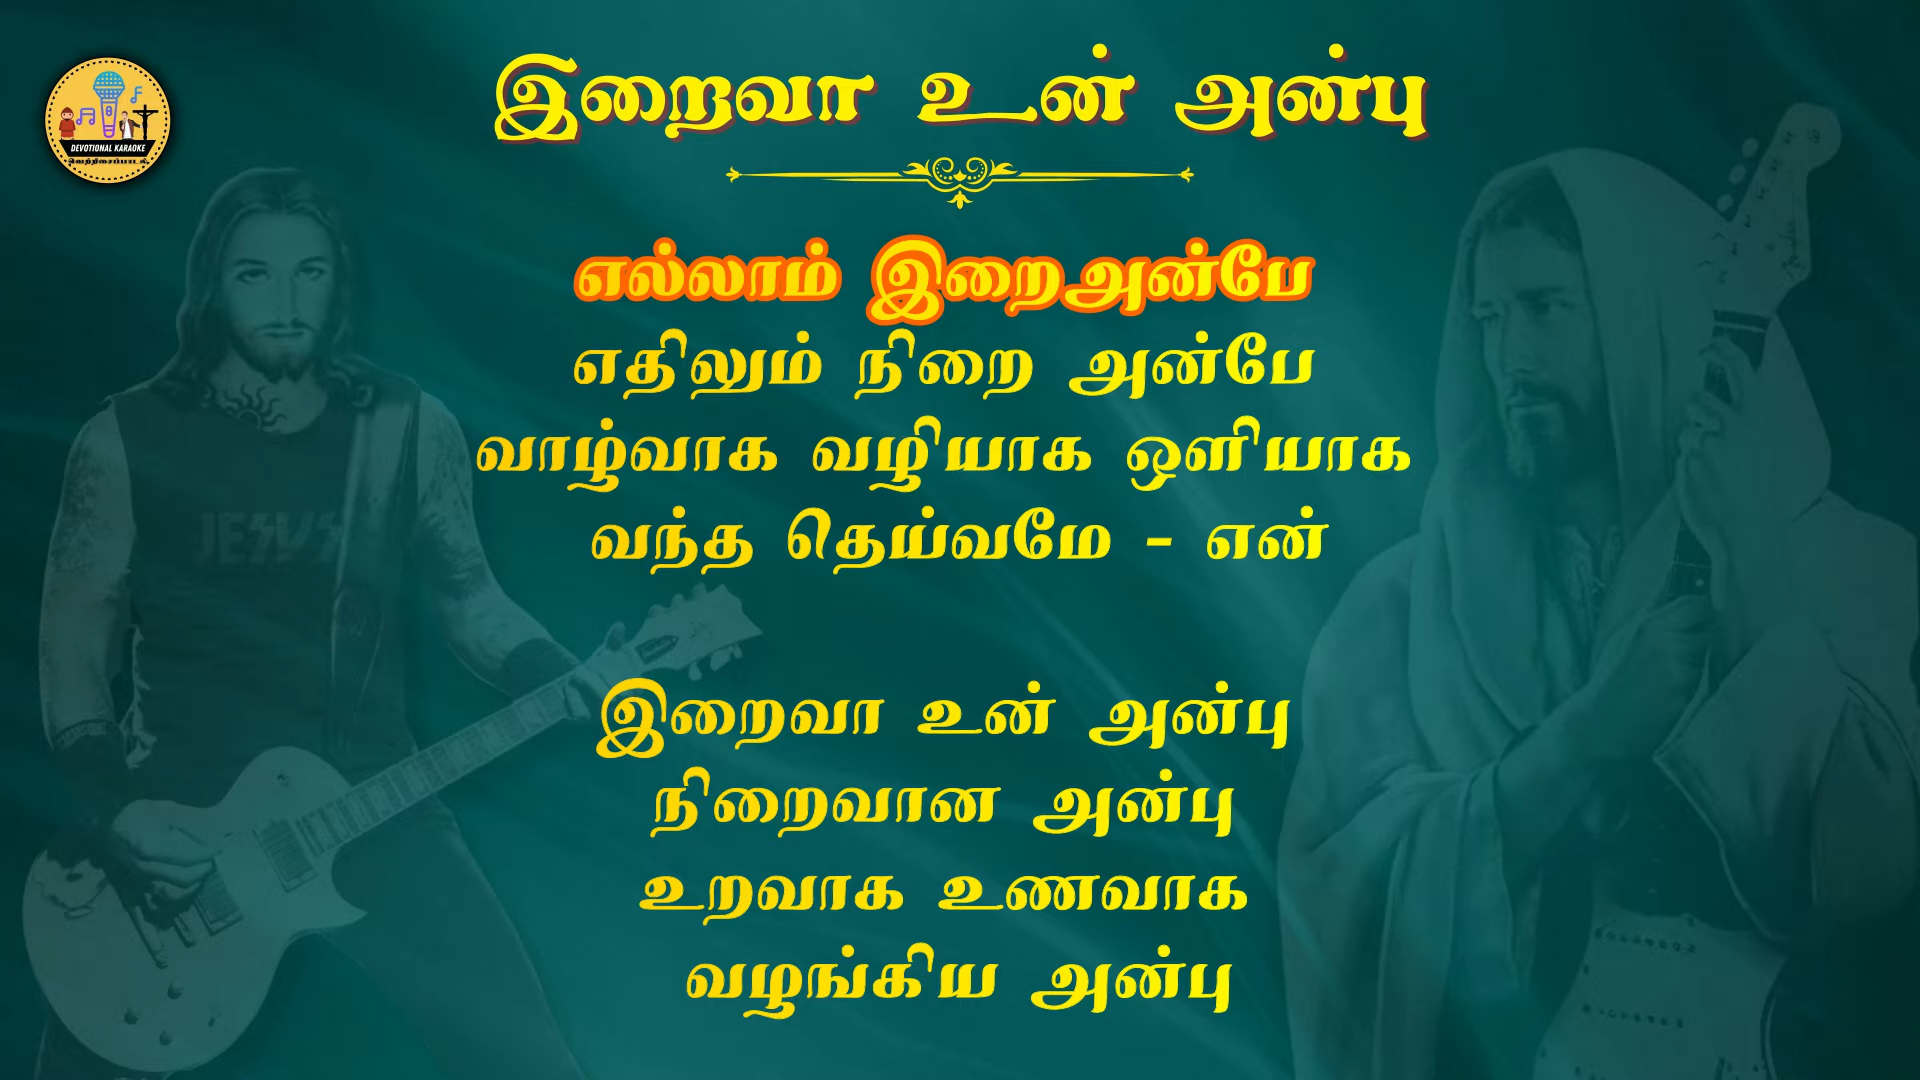 இறைவா உன் அன்பு
DEVOTIONAL KARAOKE
எல்லாம் இறைஅன்பே
எதிலும் நிறை அன்பே
வாழ்வாக வழியாக ஒளியாக
வந்த தெய்வமே - என்
JESUS
இறைவா உன் அன்பு
நிறைவான அன்பு
உறவாக உணவாக
வழங்கிய அன்பு